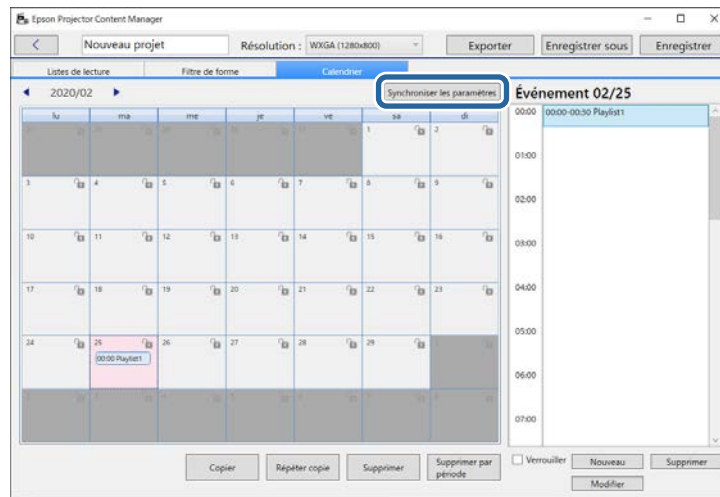 Epson Projector Content Manager
Nouveau projet
Résolution : WXGA (1280x800)
Exporter
Enregistrer sous
Enregistrer
Listes de lecture
Filtre de forme
Calendrier
2020/02
Synchroniser les paramètres
lu ma me je ve sa di
1 2
3 4 5 6 7 8 9
10 11 12 13 14 15 16
17 18 19 20 21 22 23
24 25 26 27 28 29
00:00 Playlist1
Copier
Répéter copie
Supprimer
Supprimer par
période
Événement 02/25
00:00 00:00-00:30 Playlist1
01:00
02:00
03:00
04:00
05:00
06:00
07:00
Verrouiller
Nouveau
Supprimer
Modifier